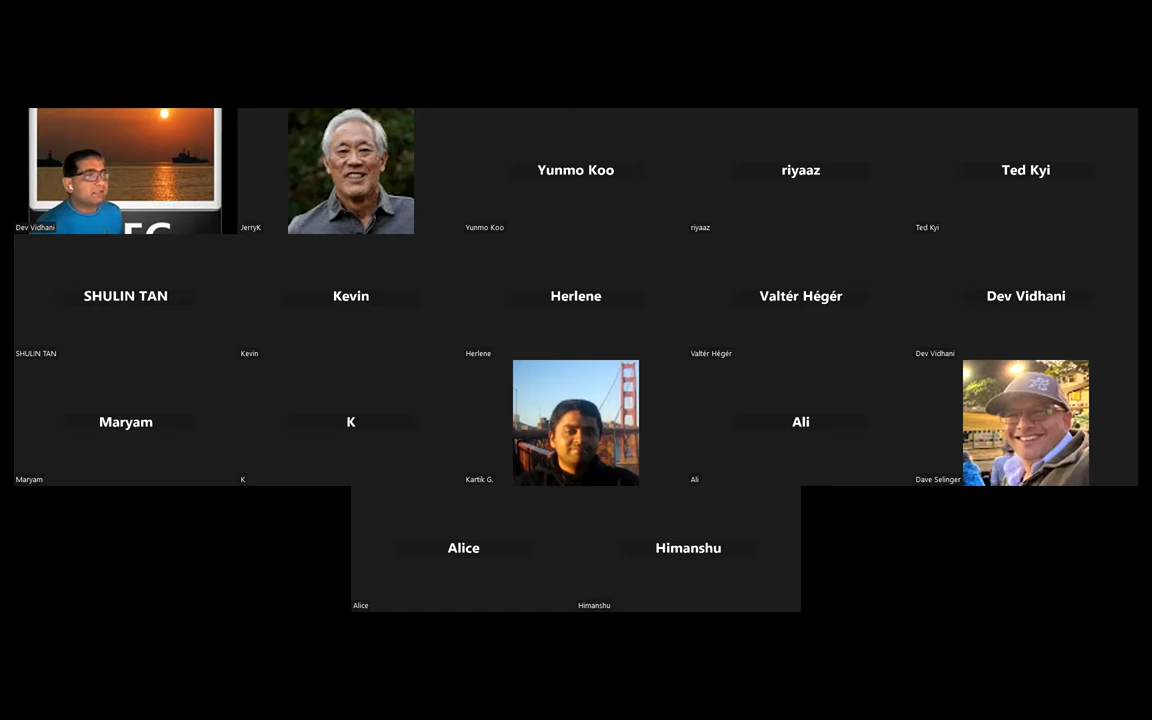 Dev Vidhani
JerryK
Yunmo Koo
Yunmo Koo
riyaaz
riyaaz
Ted Kyi
Ted Kyi
SHULIN TAN
SHULIN TAN
Kevin
Kevin
Herlene
Herlene
Valtér Hégér
Valtér Hégér
Dev Vidhani
Dev Vidhani
Maryam
Maryam
K
K
Kartik G.
Ali
Ali
Dave Selinger
Alice
Alice
Himanshu
Himanshu